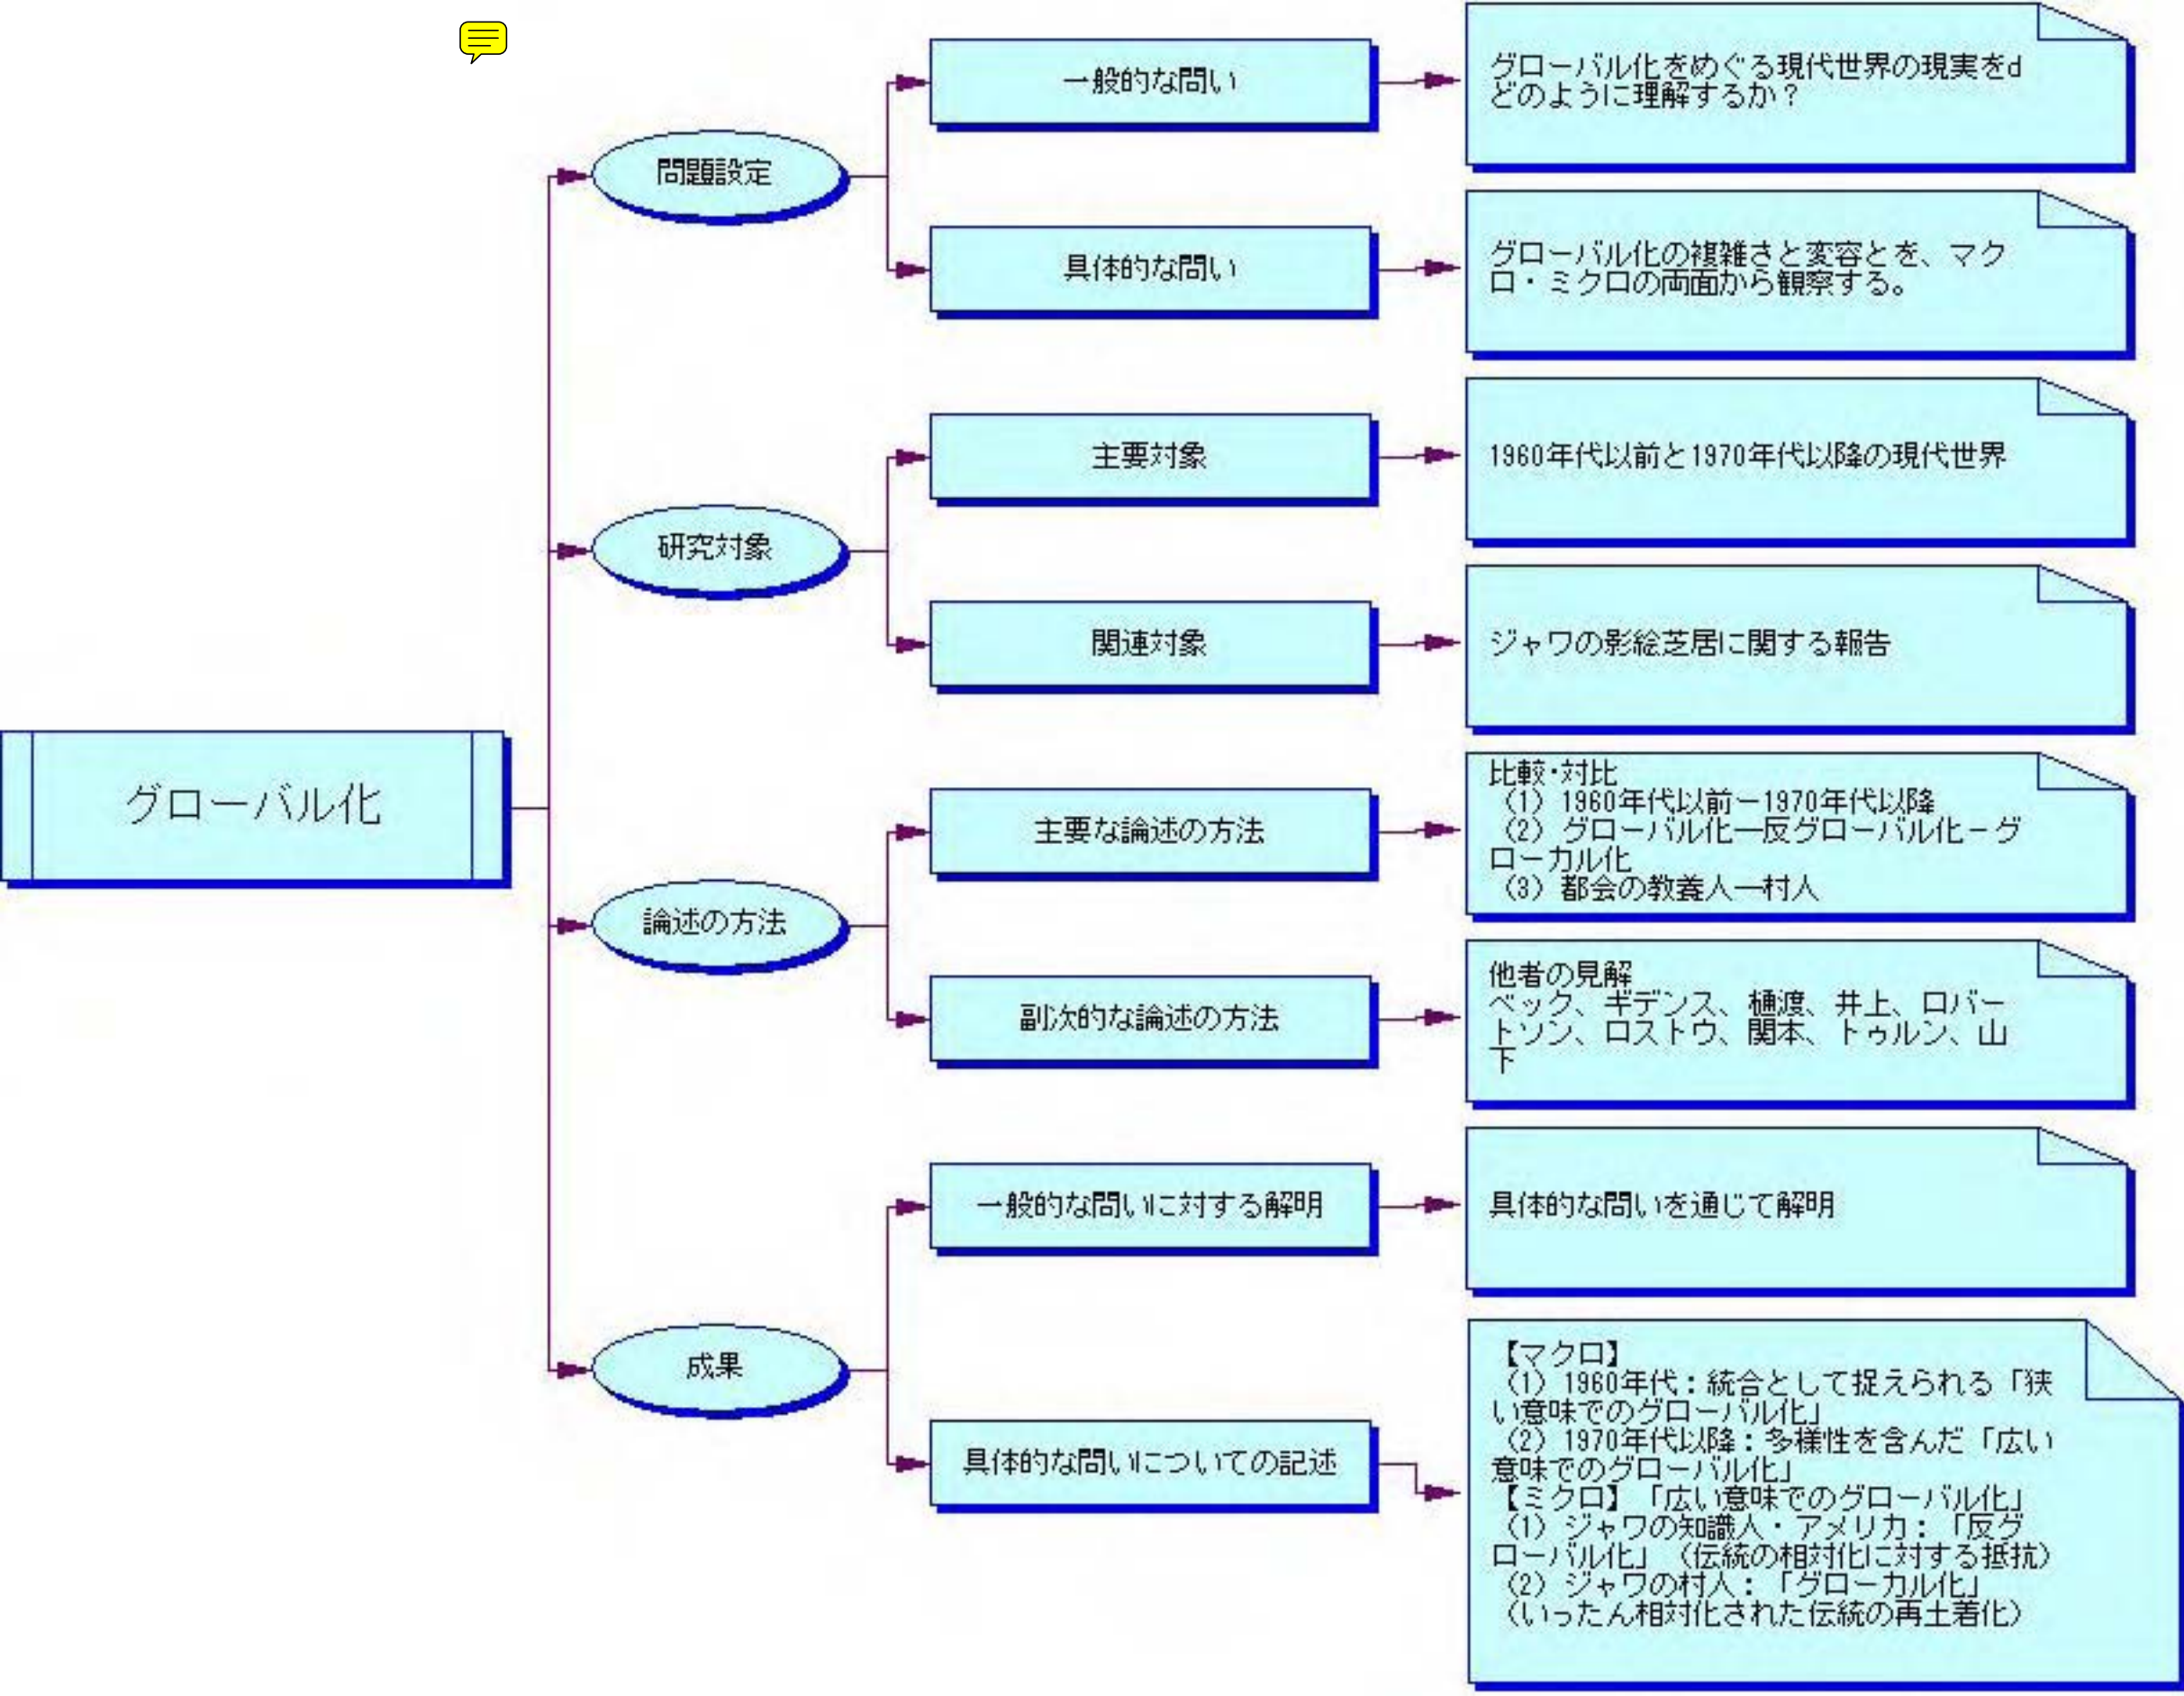 グローバル化
問題設定
一般的な問い
グローバル化をめぐる現代世界の現実をd
どのように理解するか？
具体的な問い
グローバル化の複雑さと変容とを、マク
ロ・ミクロの両面から観察する。
研究対象
主要対象
1960年代以前と1970年代以降の現代世界
関連対象
ジャワの影絵芝居に関する報告
論述の方法
主要な論述の方法
比較・対比
（1）1960年代以前－1970年代以降
（2）グローバル化―反グローバル化－グ
ローカル化
（3）都会の教養人―村人
副次的な論述の方法
他者の見解
ベック、ギデンス、樋渡、井上、ロバー
トソン、ロストウ、関本、トゥルン、山
下
成果
一般的な問いに対する解明
具体的な問いを通じて解明
具体的な問いについての記述
【マクロ】
（1）1960年代：統合として捉えられる「狭
い意味でのグローバル化」
（2）1970年代以降：多様性を含んだ「広い
意味でのグローバル化」
【ミクロ】「広い意味でのグローバル化」
（1）ジャワの知識人・アメリカ：「反グ
ローバル化」（伝統の相対化に対する抵抗）
（2）ジャワの村人：「グローカル化」
（いったん相対化された伝統の再土着化）